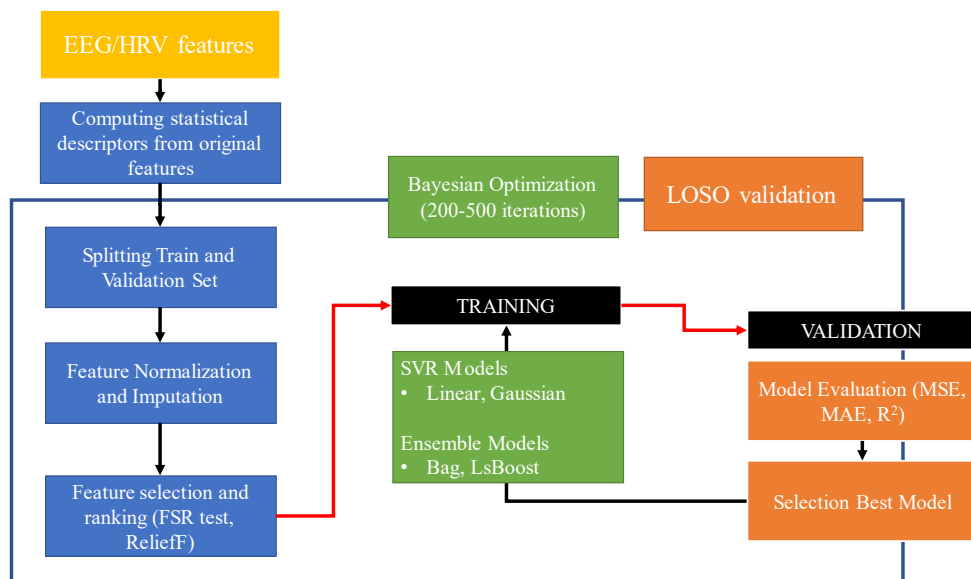 EEG/HRV features
Computing statistical
descriptors from original
features
Bayesian Optimization
(200-500 iterations)
LOSO validation
Splitting Train and
Validation Set
TRAINING
VALIDATION
Feature Normalization
and Imputation
SVR Models
• Linear, Gaussian
Ensemble Models
• Bag, LsBoost
Model Evaluation (MSE,
MAE, R²)
Feature selection and
ranking (FSR test,
ReliefF)
Selection Best Model